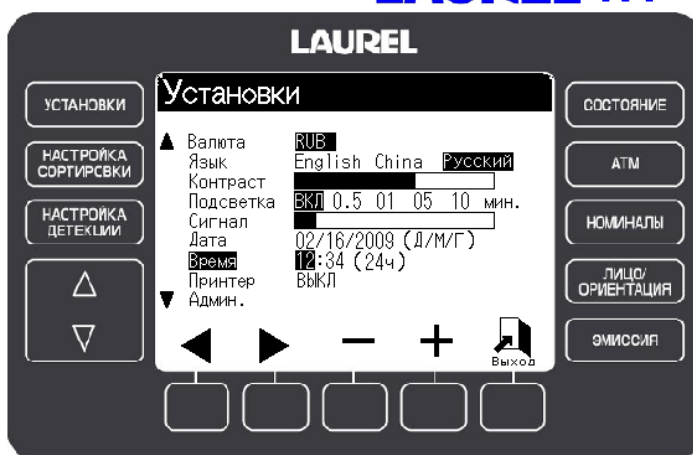 LAUREL
УСТАНОВКИ
НАСТРОЙКА
СОРТИРСВКИ
НАСТРОЙКА
ДЕТЕКЦИИ
Установки
Валюта RUB
Язык English China Русский
Контраст
Подсветка ВКЛ 0.5 01 05 10 мин.
Сигнал
Дата 02/16/2009 (Д/М/Г)
Время 12:34 (24ч)
Принтер ВЫКЛ
Админ.
Выход
СОСТОЯНИЕ
АТМ
НОМИНАЛЫ
ЛИЦО/
ОРИЕНТАЦИЯ
ЭМИССИЯ